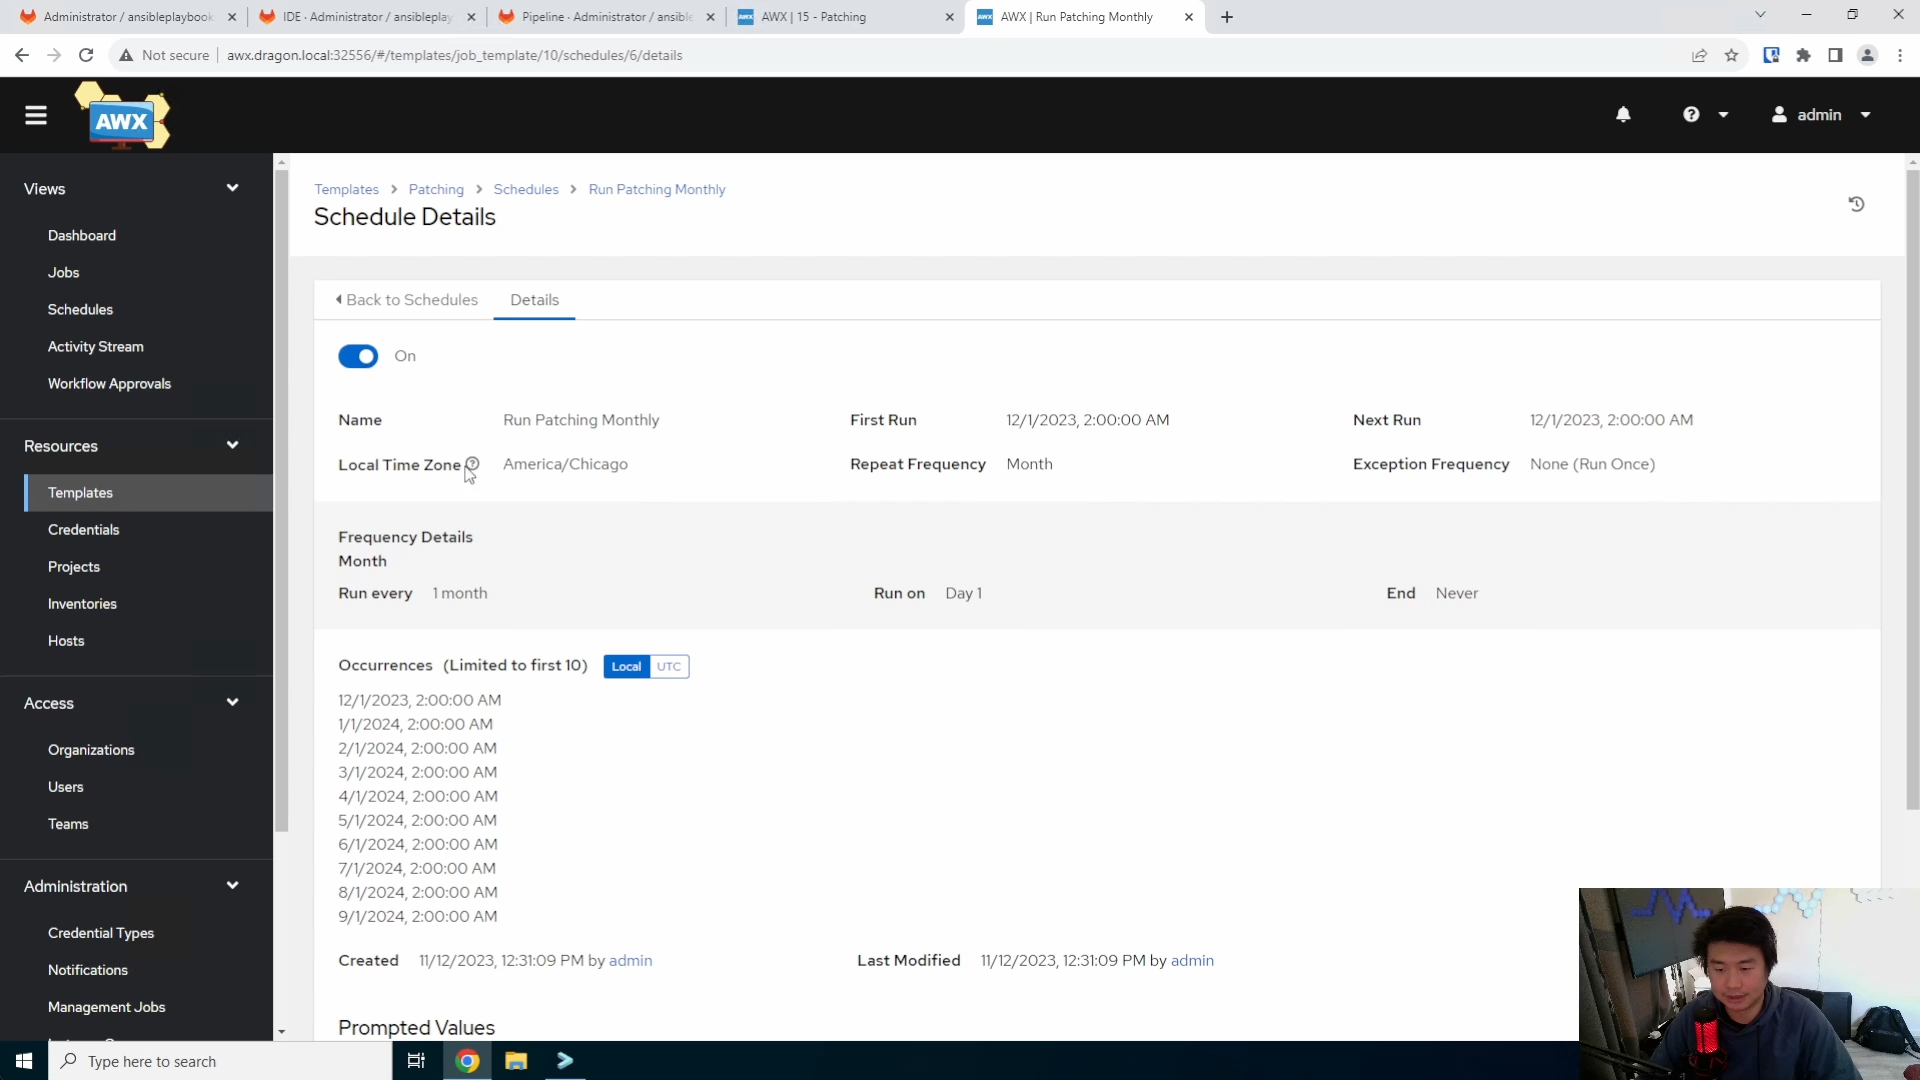 Administrator / ansibleplaybook
IDE · Administrator / ansibleplay
Pipeline · Administrator / ansible
AWX | 15 - Patching
AWX | Run Patching Monthly
Not secure
awx.dragon.local:32556/#/templates/job_template/10/schedules/6/details
AWX
admin
Views
Dashboard
Jobs
Schedules
Activity Stream
Workflow Approvals
Resources
Templates
Credentials
Projects
Inventories
Hosts
Access
Organizations
Users
Teams
Administration
Credential Types
Notifications
Management Jobs
Templates > Patching > Schedules > Run Patching Monthly
Schedule Details
Back to Schedules
Details
On
Name Run Patching Monthly
First Run 12/1/2023, 2:00:00 AM
Next Run 12/1/2023, 2:00:00 AM
Local Time Zone America/Chicago
Repeat Frequency Month
Exception Frequency None (Run Once)
Frequency Details
Month
Run every 1 month
Run on Day 1
End Never
Occurrences (Limited to first 10) Local UTC
12/1/2023, 2:00:00 AM
1/1/2024, 2:00:00 AM
2/1/2024, 2:00:00 AM
3/1/2024, 2:00:00 AM
4/1/2024, 2:00:00 AM
5/1/2024, 2:00:00 AM
6/1/2024, 2:00:00 AM
7/1/2024, 2:00:00 AM
8/1/2024, 2:00:00 AM
9/1/2024, 2:00:00 AM
Created 11/12/2023, 12:31:09 PM by admin
Last Modified 11/12/2023, 12:31:09 PM by admin
Prompted Values
Type here to search